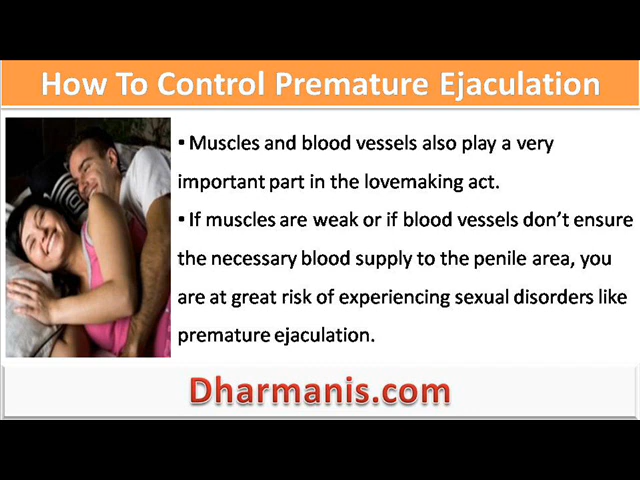 How To Control Premature Ejaculation
▪ Muscles and blood vessels also play a very
important part in the lovemaking act.
▪ If muscles are weak or if blood vessels don’t ensure
the necessary blood supply to the penile area, you
are at great risk of experiencing sexual disorders like
premature ejaculation.
Dharmanis.com